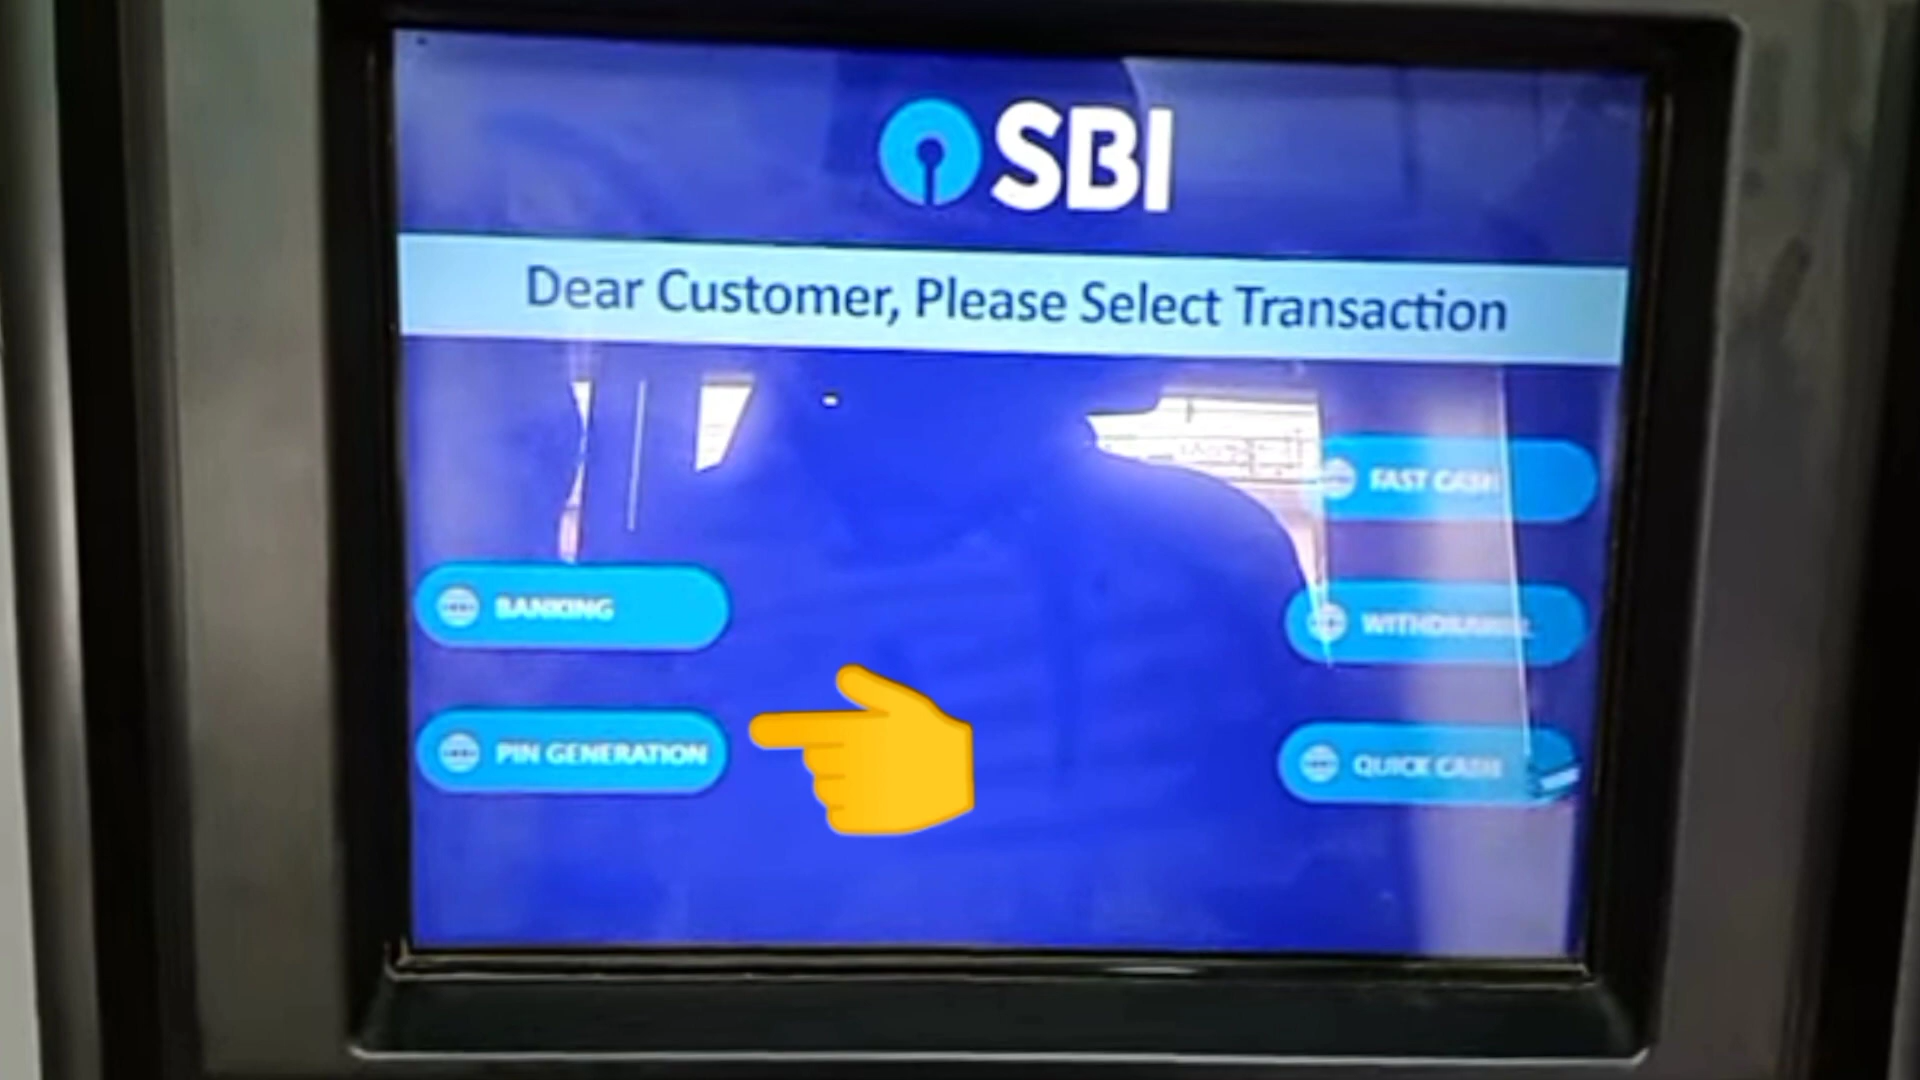 SBI
Dear Customer, Please Select Transaction
FAST CASH
BANKING
WITHDRAWAL
PIN GENERATION
QUICK CASH